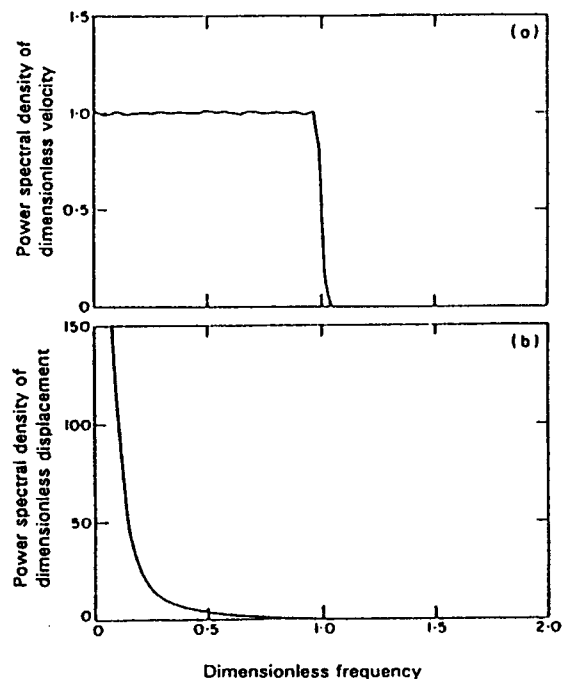 Power spectral density of
dimensionless velocity
1·5
1·0
0·5
0
(a)
Power spectral density of
dimensionless displacement
150
100
50
0
(b)
0
0·5
1·0
1·5
2·0
Dimensionless frequency